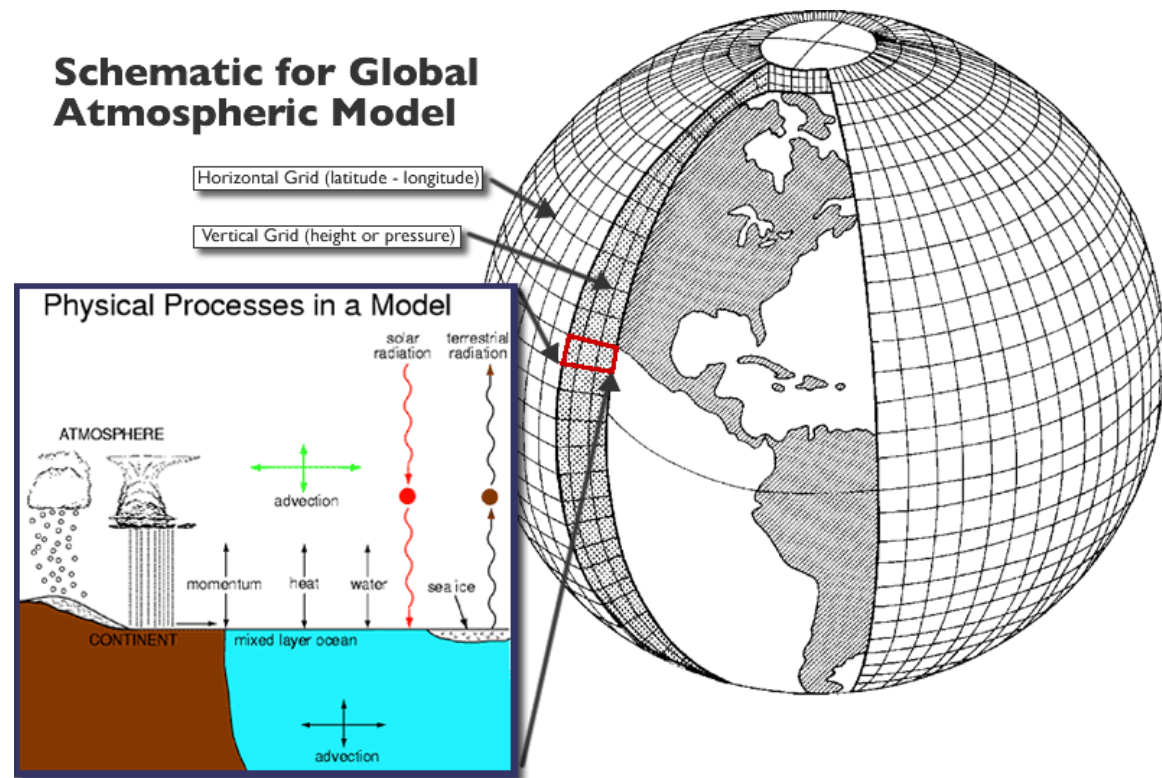 Schematic for Global
Atmospheric Model
Horizontal Grid (latitude - longitude)
Vertical Grid (height or pressure)
Physical Processes in a Model
solar
radiation
terrestrial
radiation
ATMOSPHERE
advection
momentum
heat
water
sea ice
CONTINENT
mixed layer ocean
advection